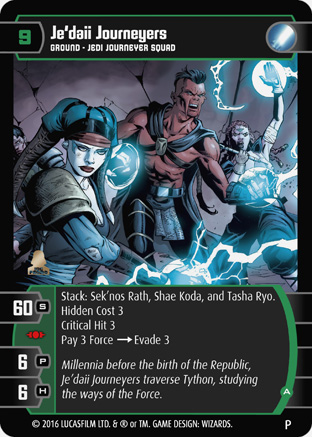 9
Je'daii Journeyers
GROUND - JEDI JOURNEYER SQUAD
Stack: Sek'nos Rath, Shae Koda, and Tasha Ryo.
60 S
Hidden Cost 3
Critical Hit 3
Pay 3 Force → Evade 3
6 P
Millennia before the birth of the Republic,
Je'daii Journeyers traverse Tython, studying
6 H
the ways of the Force.
A
© 2016 LUCASFILM LTD. & ® or TM. GAME DESIGN: WIZARDS.
P